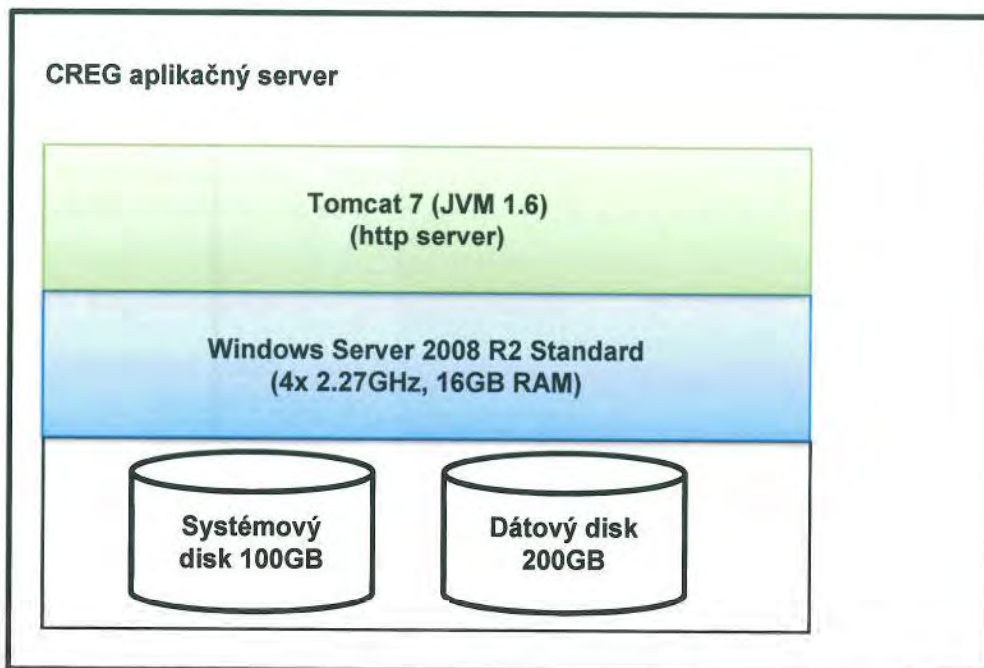 CREG aplikačný server
Tomcat 7 (JVM 1.6)
(http server)
Windows Server 2008 R2 Standard
(4x 2.27GHz, 16GB RAM)
Systémový
disk 100GB
Dátový disk
200GB